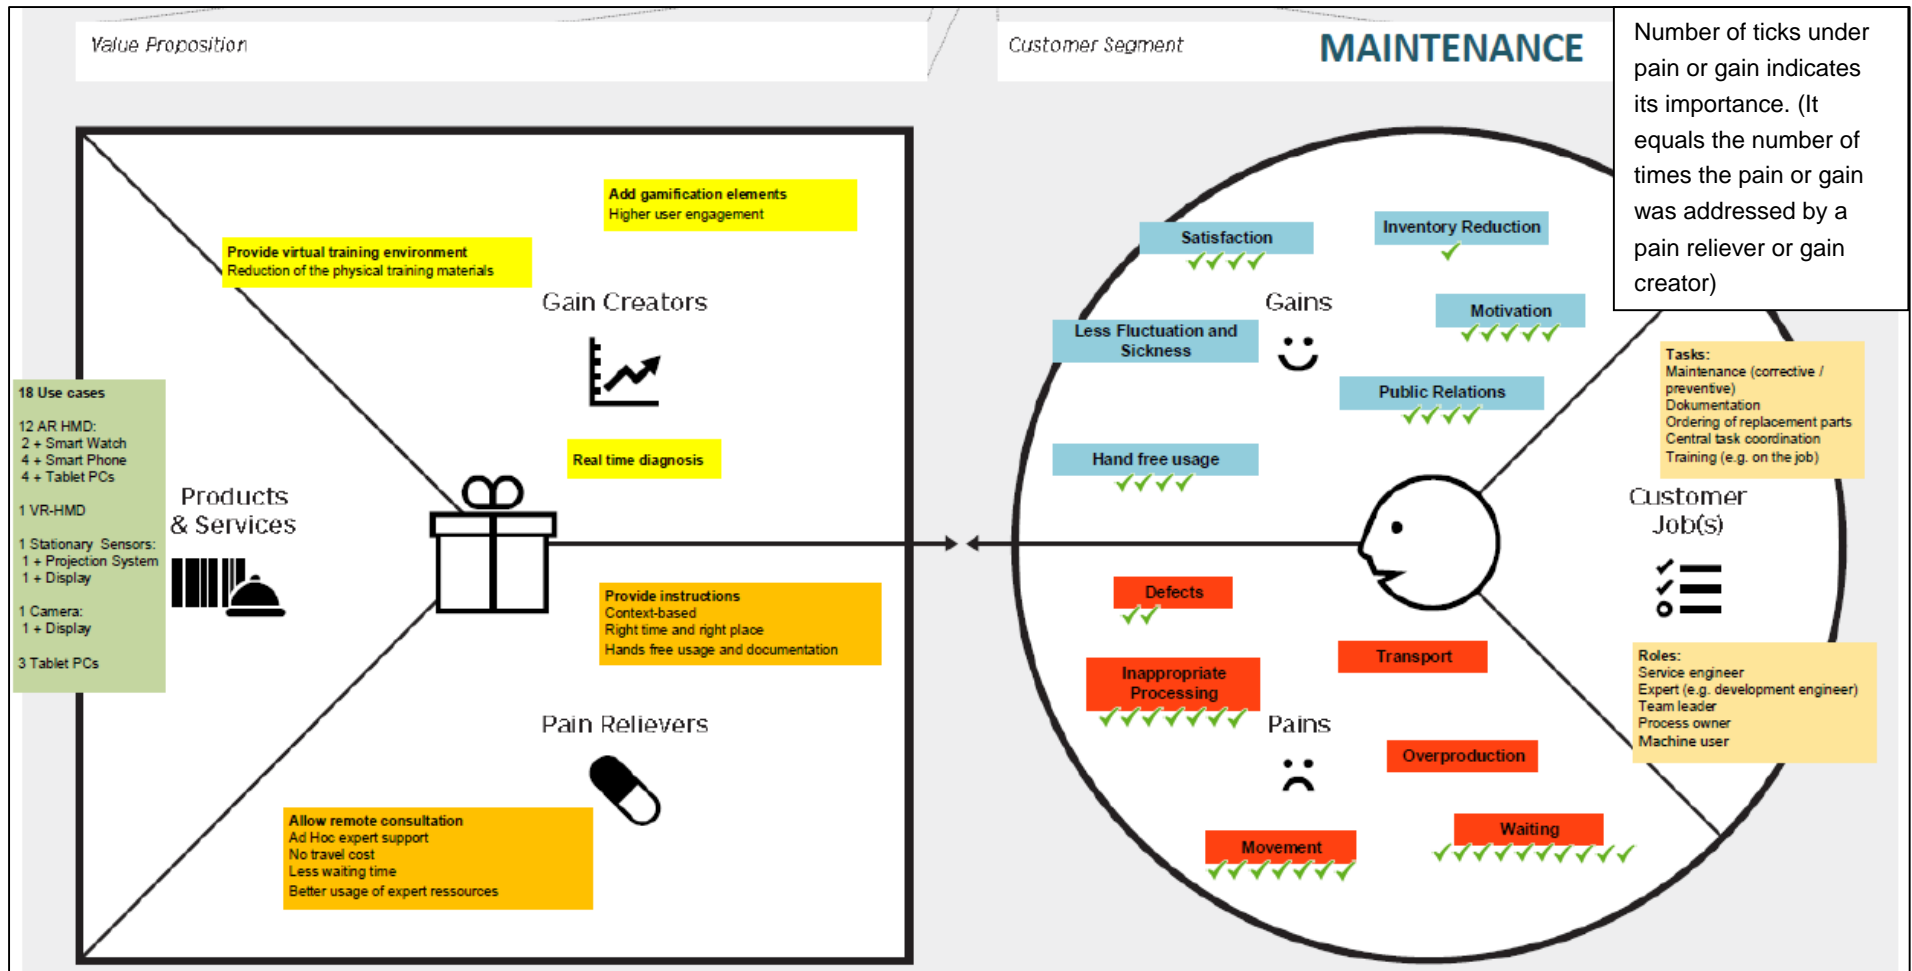 Value Proposition
Customer Segment
MAINTENANCE
Number of ticks under
pain or gain indicates
its importance. (It
equals the number of
times the pain or gain
was addressed by a
pain reliever or gain
creator)
Add gamification elements
Higher user engagement
Provide virtual training environment
Reduction of the physical training materials
Gain Creators
Real time diagnosis
18 Use cases
12 AR HMD:
2 + Smart Watch
4 + Smart Phone
4 + Tablet PCs
1 VR-HMD
1 Stationary Sensors:
1 + Projection System
1 + Display
1 Camera:
1 + Display
3 Tablet PCs
Products
& Services
Provide instructions
Context-based
Right time and right place
Hands free usage and documentation
Pain Relievers
Allow remote consultation
Ad Hoc expert support
No travel cost
Less waiting time
Better usage of expert ressources
Satisfaction
Inventory Reduction
Gains
Motivation
Less Fluctuation and
Sickness
Public Relations
Hand free usage
Tasks:
Maintenance (corrective /
preventive)
Dokumentation
Ordering of replacement parts
Central task coordination
Training (e.g. on the job)
Customer
Job(s)
Roles:
Service engineer
Expert (e.g. development engineer)
Team leader
Process owner
Machine user
Defects
Transport
Inappropriate
Processing
Pains
Overproduction
Movement
Waiting